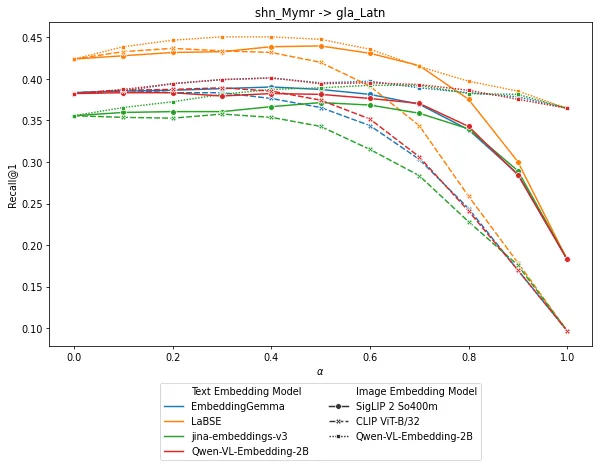 shn_Mymr -> gla_Latn
Recall@1
0.45
0.40
0.35
0.30
0.25
0.20
0.15
0.10
0.0
0.2
0.4
0.6
0.8
1.0
α
Text Embedding Model
EmbeddingGemma
LaBSE
jina-embeddings-v3
Qwen-VL-Embedding-2B
Image Embedding Model
SigLIP 2 So400m
CLIP ViT-B/32
Qwen-VL-Embedding-2B